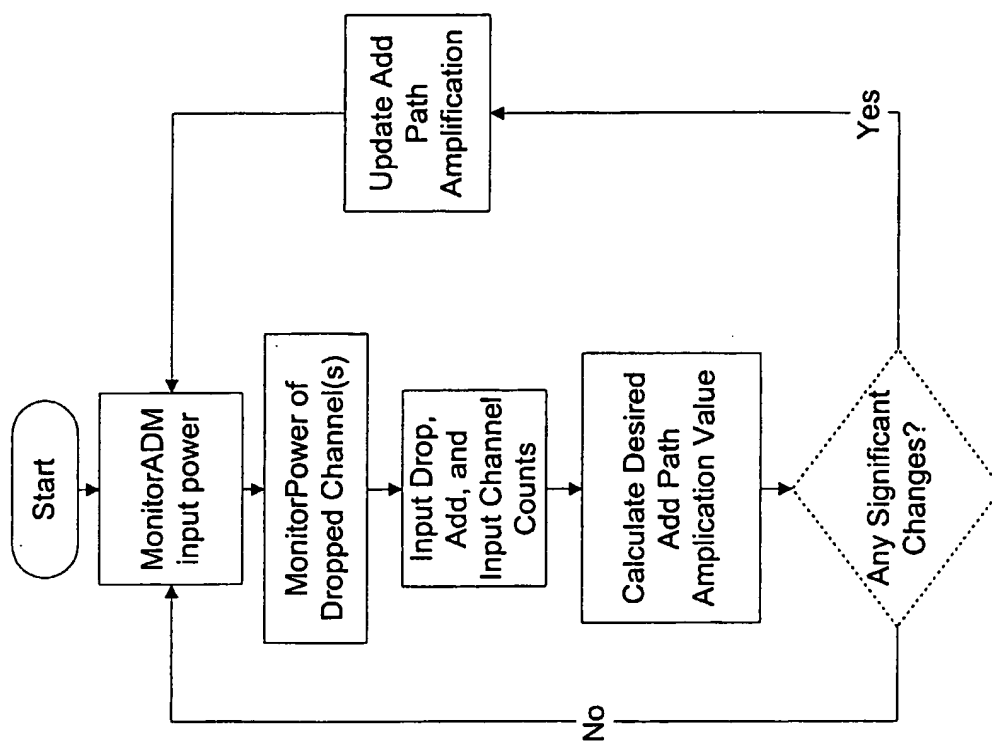 Start
MonitorADM
input power
MonitorPower of
Dropped Channel(s)
Input Drop,
Add, and
Input Channel
Counts
Calculate Desired
Add Path
Amplication Value
Any Significant
Changes?
No
Yes
Update Add
Path
Amplification